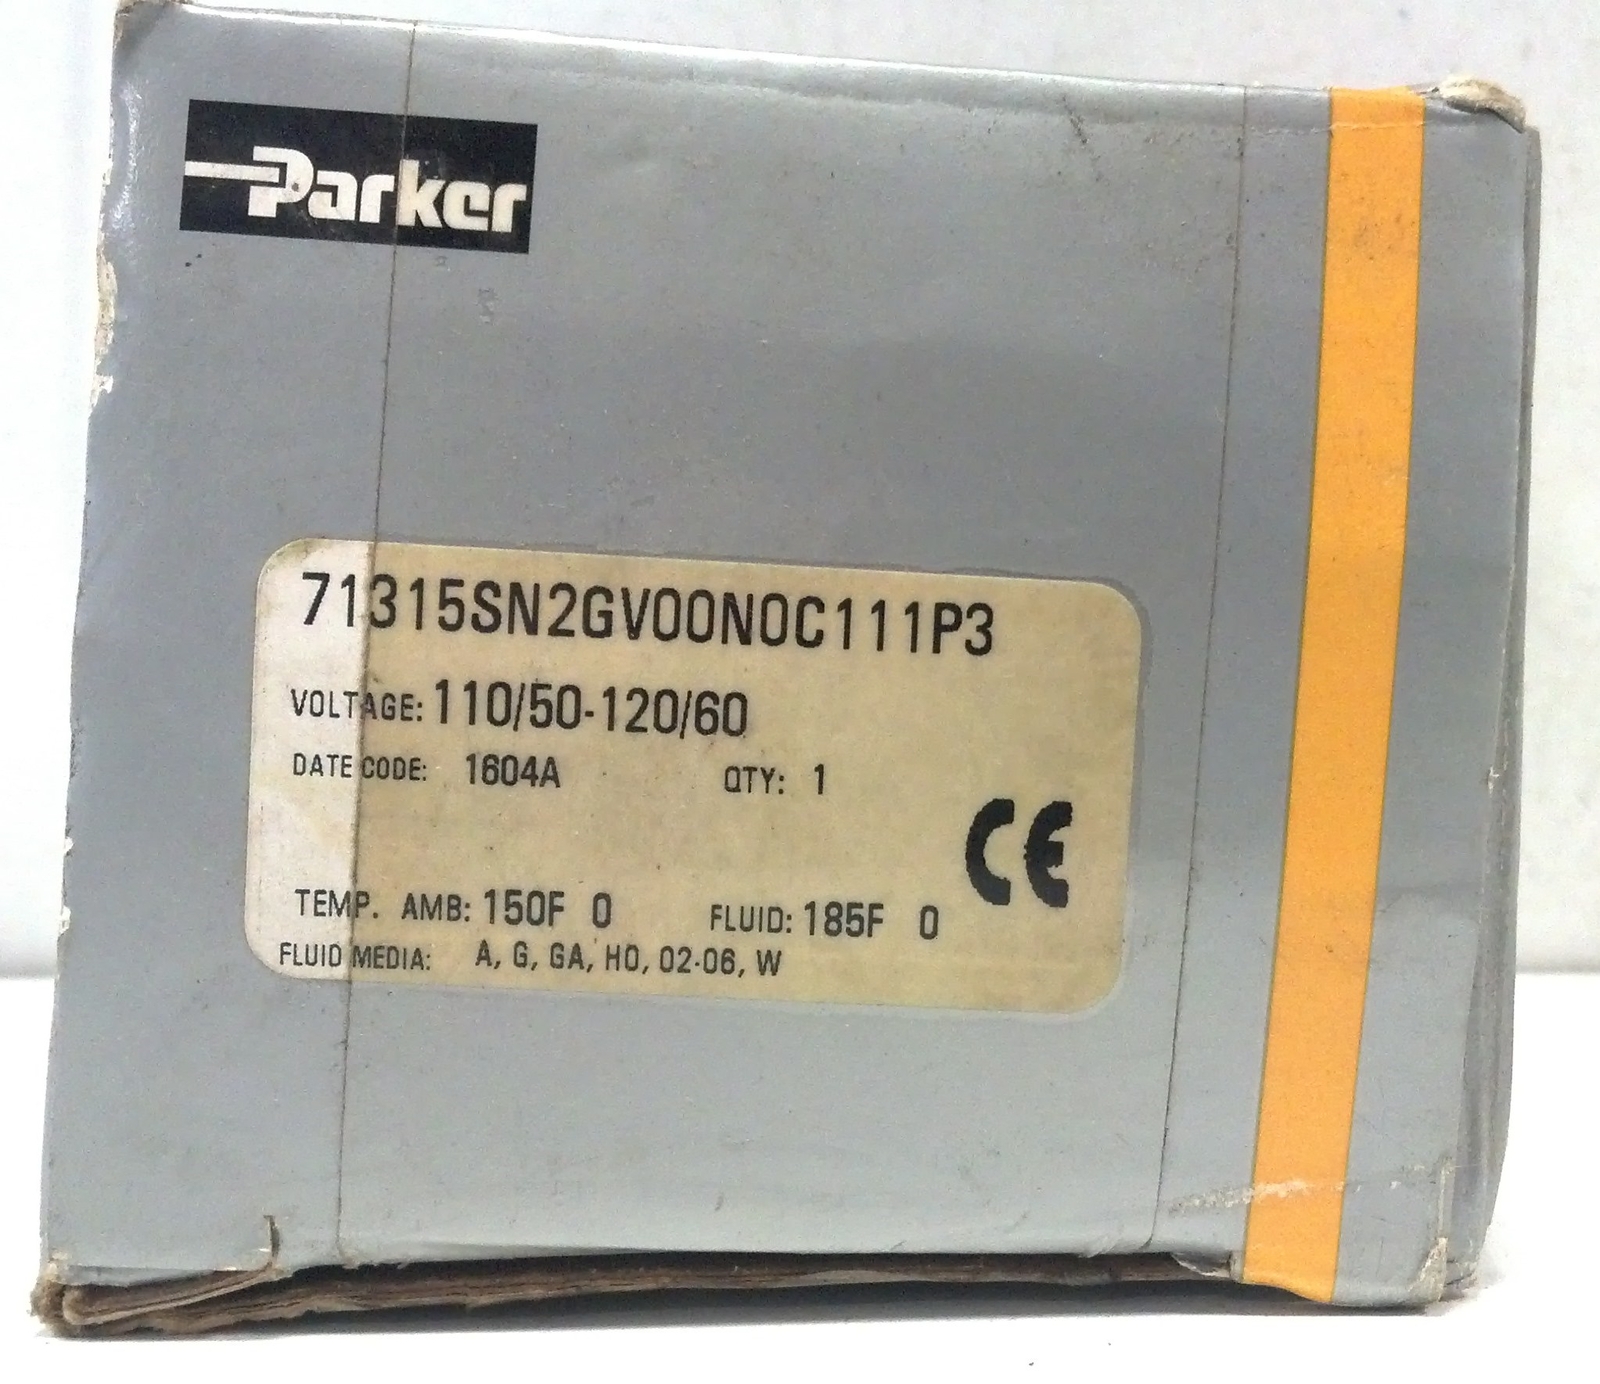 Parker
71315SN2GV00N0C111P3
VOLTAGE: 110/50-120/60
DATE CODE: 1604A QTY: 1
CE
TEMP. AMB: 150F 0 FLUID: 185F 0
FLUID MEDIA: A, G, GA, HO, 02-06, W